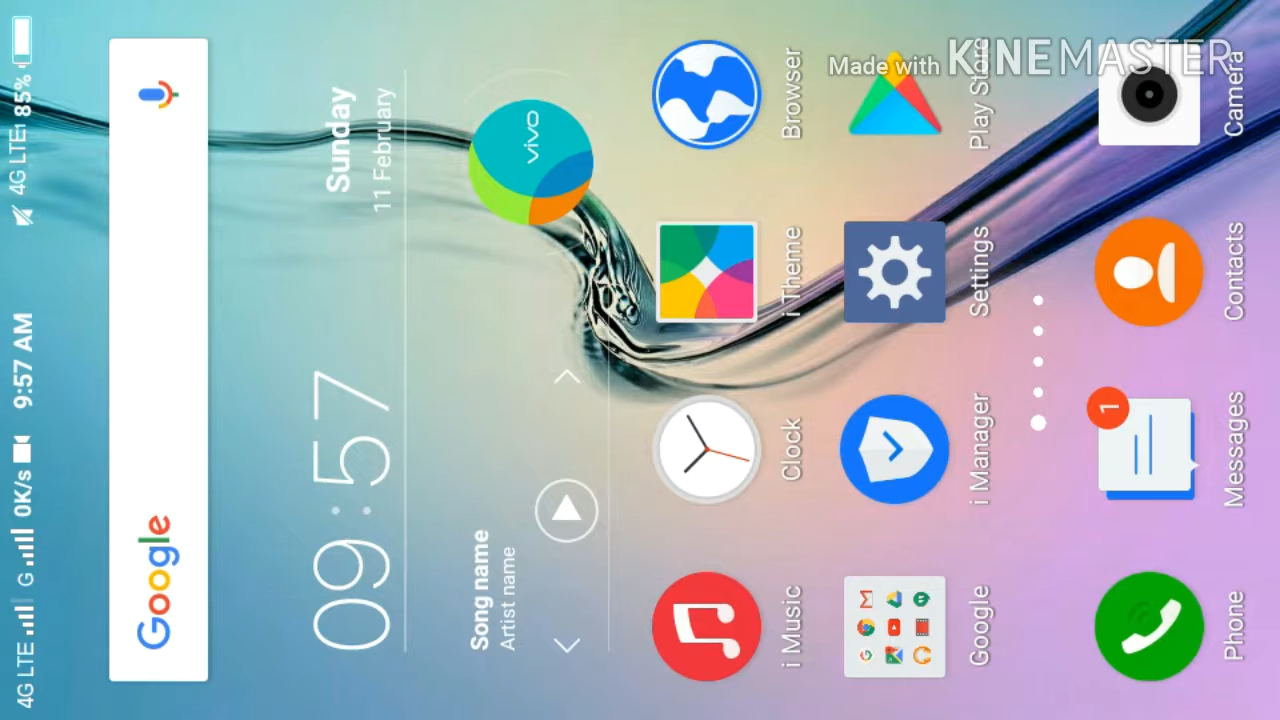 4G LTE G 0K/s 9:57 AM 4G LTE 85%
Google
09:57
Sunday
11 February
Song name
Artist name
vivo
i Music
Clock
i Theme
Browser
Google
i Manager
Settings
Play Store
1
Phone
Messages
Contacts
Camera
Made with KINEMASTER